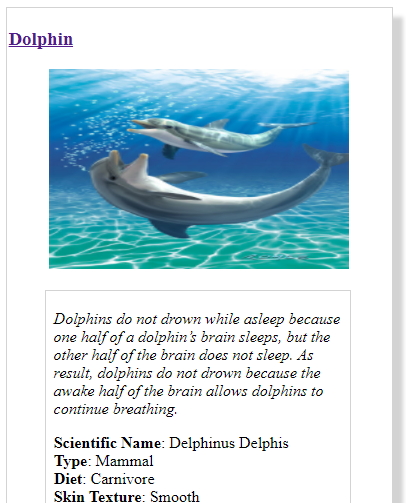 Dolphin
Dolphins do not drown while asleep because
one half of a dolphin's brain sleeps, but the
other half of the brain does not sleep. As
result, dolphins do not drown because the
awake half of the brain allows dolphins to
continue breathing.
Scientific Name: Delphinus Delphis
Type: Mammal
Diet: Carnivore
Skin Texture: Smooth